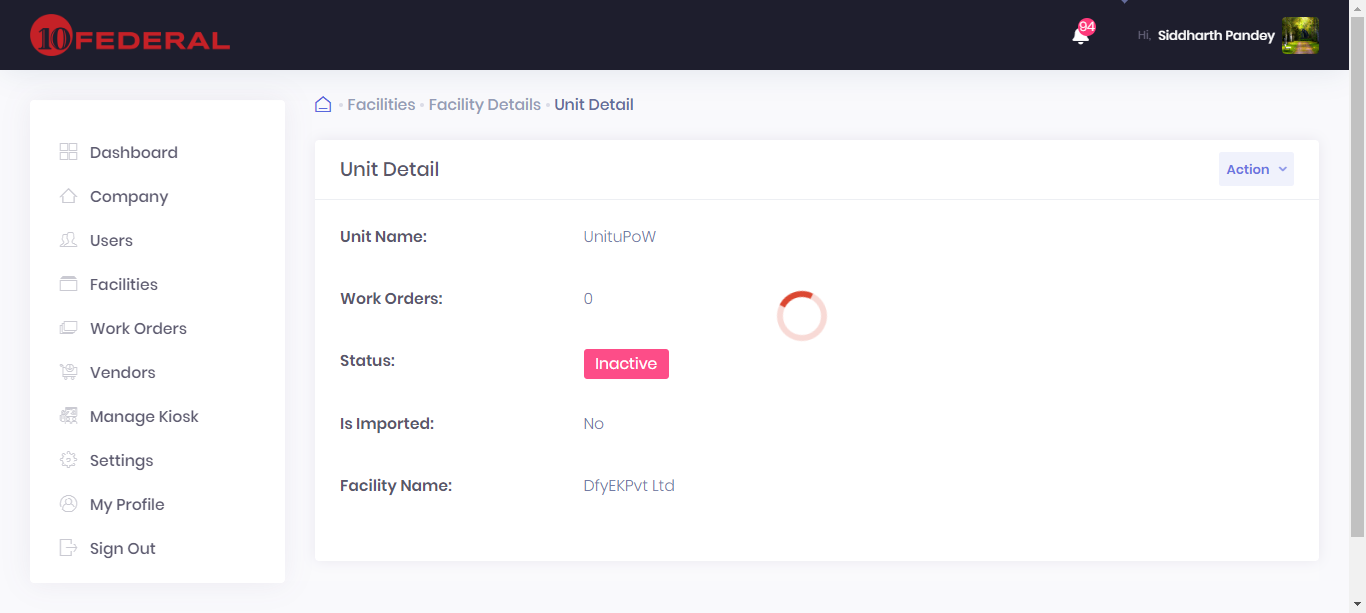 10 FEDERAL
94
Hi, Siddharth Pandey
Dashboard
Company
Users
Facilities
Work Orders
Vendors
Manage Kiosk
Settings
My Profile
Sign Out
Facilities • Facility Details • Unit Detail
Unit Detail
Action
Unit Name: UnituPoW
Work Orders: 0
Status: Inactive
Is Imported: No
Facility Name: DfyEKPvt Ltd